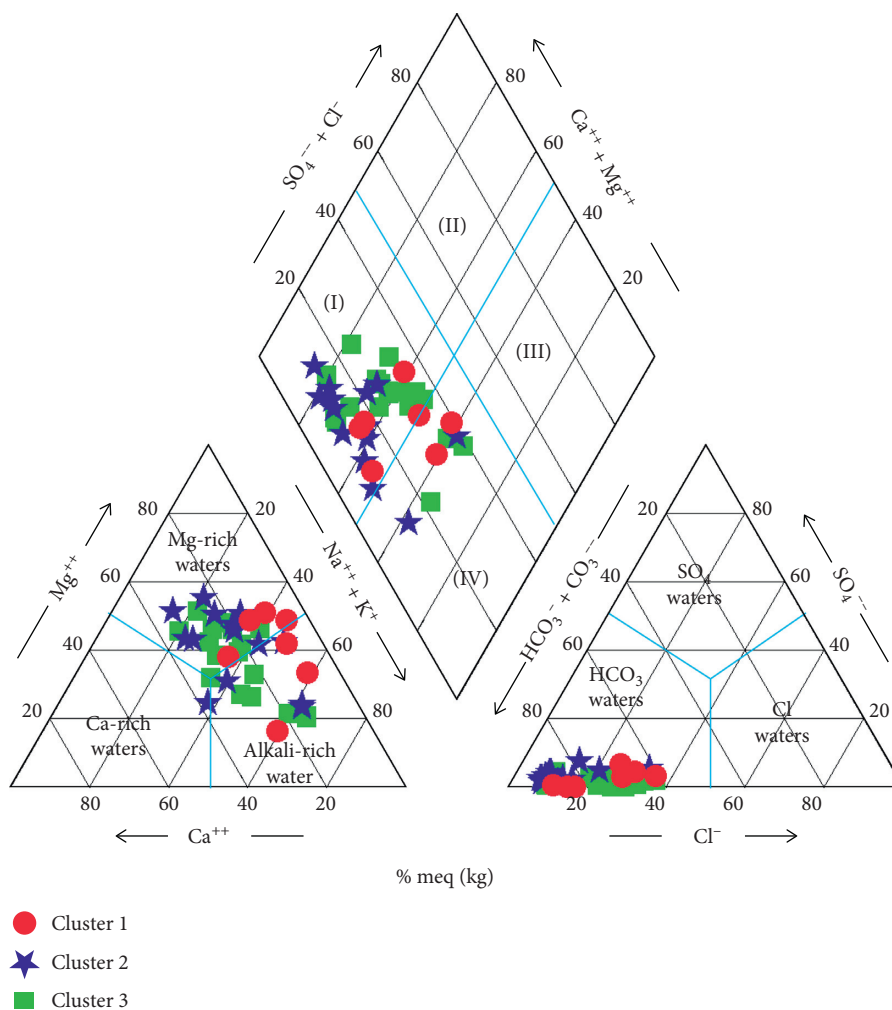 80
80
SO₄⁻⁻ + Cl⁻
Ca⁺⁺ + Mg⁺⁺
60
60
40
40
(II)
20
20
(I)
(III)
(IV)
80
20
Mg⁺⁺
Mg-rich
waters
60
40
40
60
20
80
Ca-rich
waters
Alkali-rich
water
Na⁺⁺ + K⁺
80
60
40
20
Ca⁺⁺
HCO₃⁻ + CO₃⁻⁻
20
80
SO₄⁻⁻
SO₄
waters
40
60
60
40
HCO₃
waters
80
20
Cl
waters
20
40
60
80
Cl⁻
% meq (kg)
Cluster 1
Cluster 2
Cluster 3